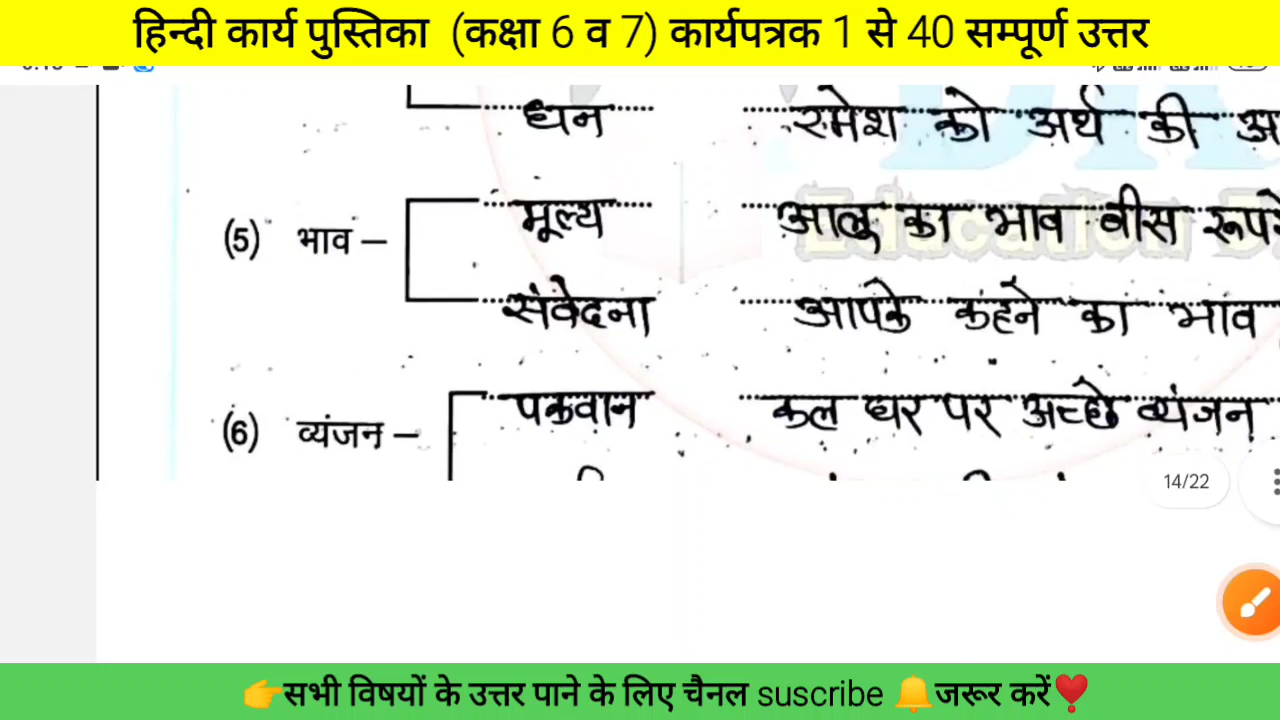 हिन्दी कार्य पुस्तिका (कक्षा 6 व 7) कार्यपत्रक 1 से 40 सम्पूर्ण उत्तर
धन रमेश को अर्थ की
मूल्य आलू का भाव बीस
(5) भाव –
संवेदना आपके कहने का भाव
पकवान कल घर पर अच्छे व्यंजन
(6) व्यंजन –
14/22
👉सभी विषयों के उत्तर पाने के लिए चैनल suscribe 🔔जरूर करें❣️